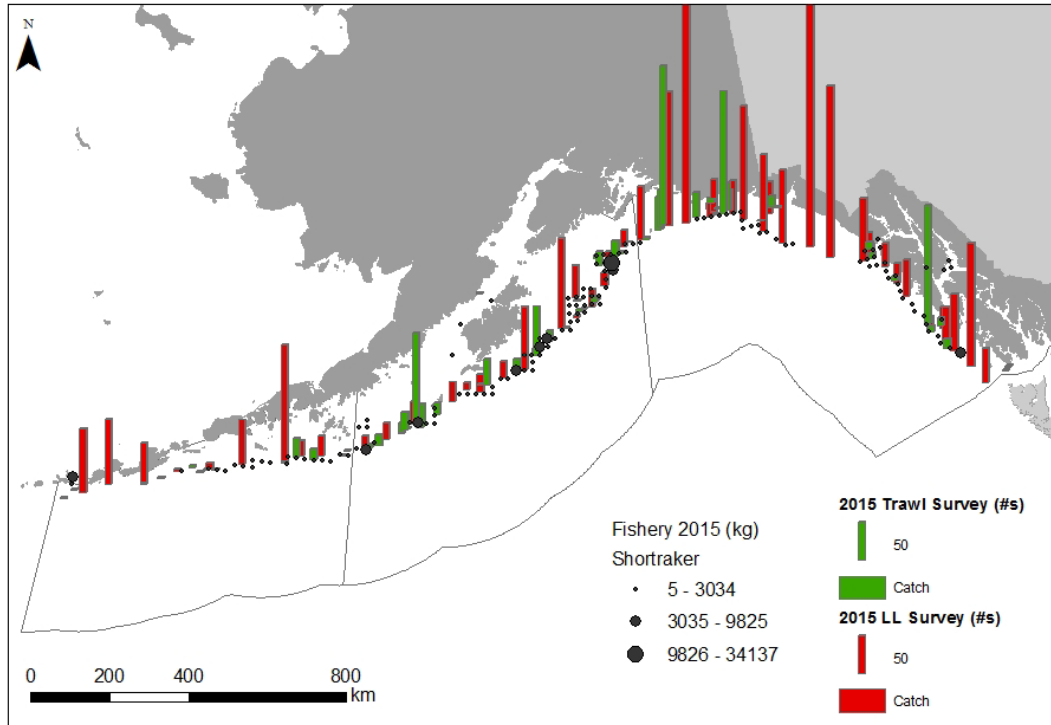 N
Fishery 2015 (kg)
Shortraker
5 - 3034
3035 - 9825
9826 - 34137
2015 Trawl Survey (#s)
50
Catch
2015 LL Survey (#s)
50
Catch
0 200 400 800
km